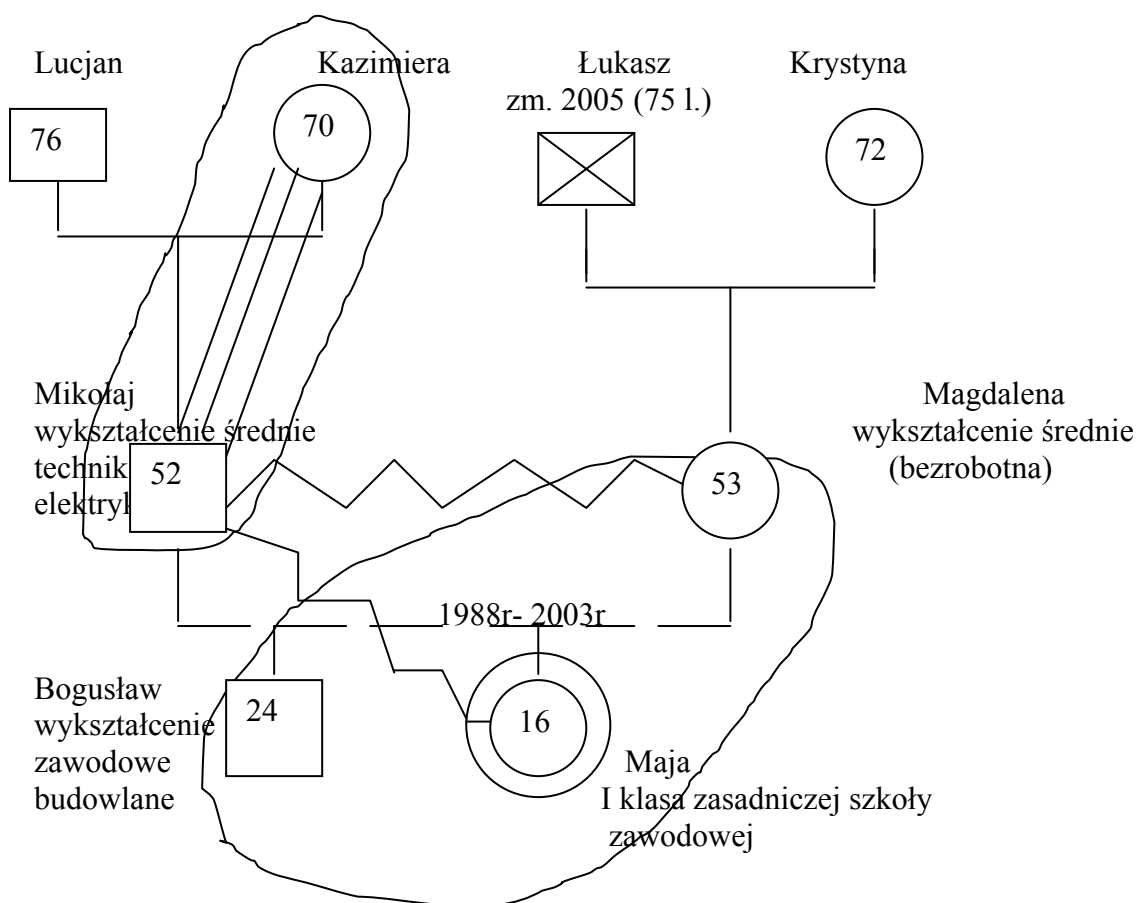 Lucjan
Kazimiera
Łukasz
zm. 2005 (75 l.)
Krystyna
76
70
72
Mikołaj
wykształcenie średnie
technik
elektryk
52
53
Magdalena
wykształcenie średnie
(bezrobotna)
1988r- 2003r
Bogusław
wykształcenie
zawodowe
budowlane
24
16
Maja
I klasa zasadniczej szkoły
zawodowej